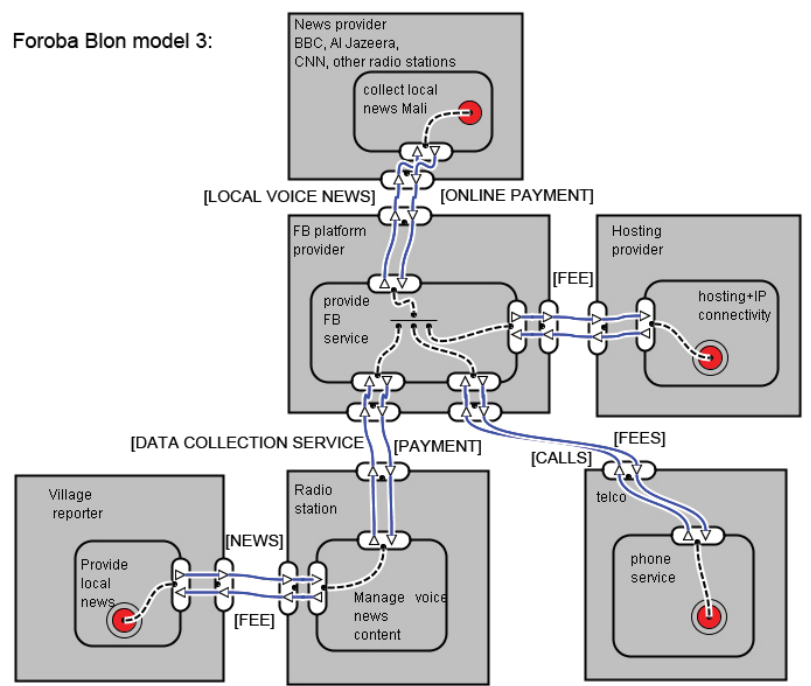 Foroba Blon model 3:
News provider
BBC, Al Jazeera,
CNN, other radio stations
collect local
news Mali
[LOCAL VOICE NEWS]
[ONLINE PAYMENT]
FB platform
provider
provide
FB
service
[FEE]
Hosting
provider
hosting+IP
connectivity
[DATA COLLECTION SERVICE
[PAYMENT]
[CALLS]
[FEES]
Village
reporter
Provide
local
news
[NEWS]
[FEE]
Radio
station
Manage voice
news
content
telco
phone
service